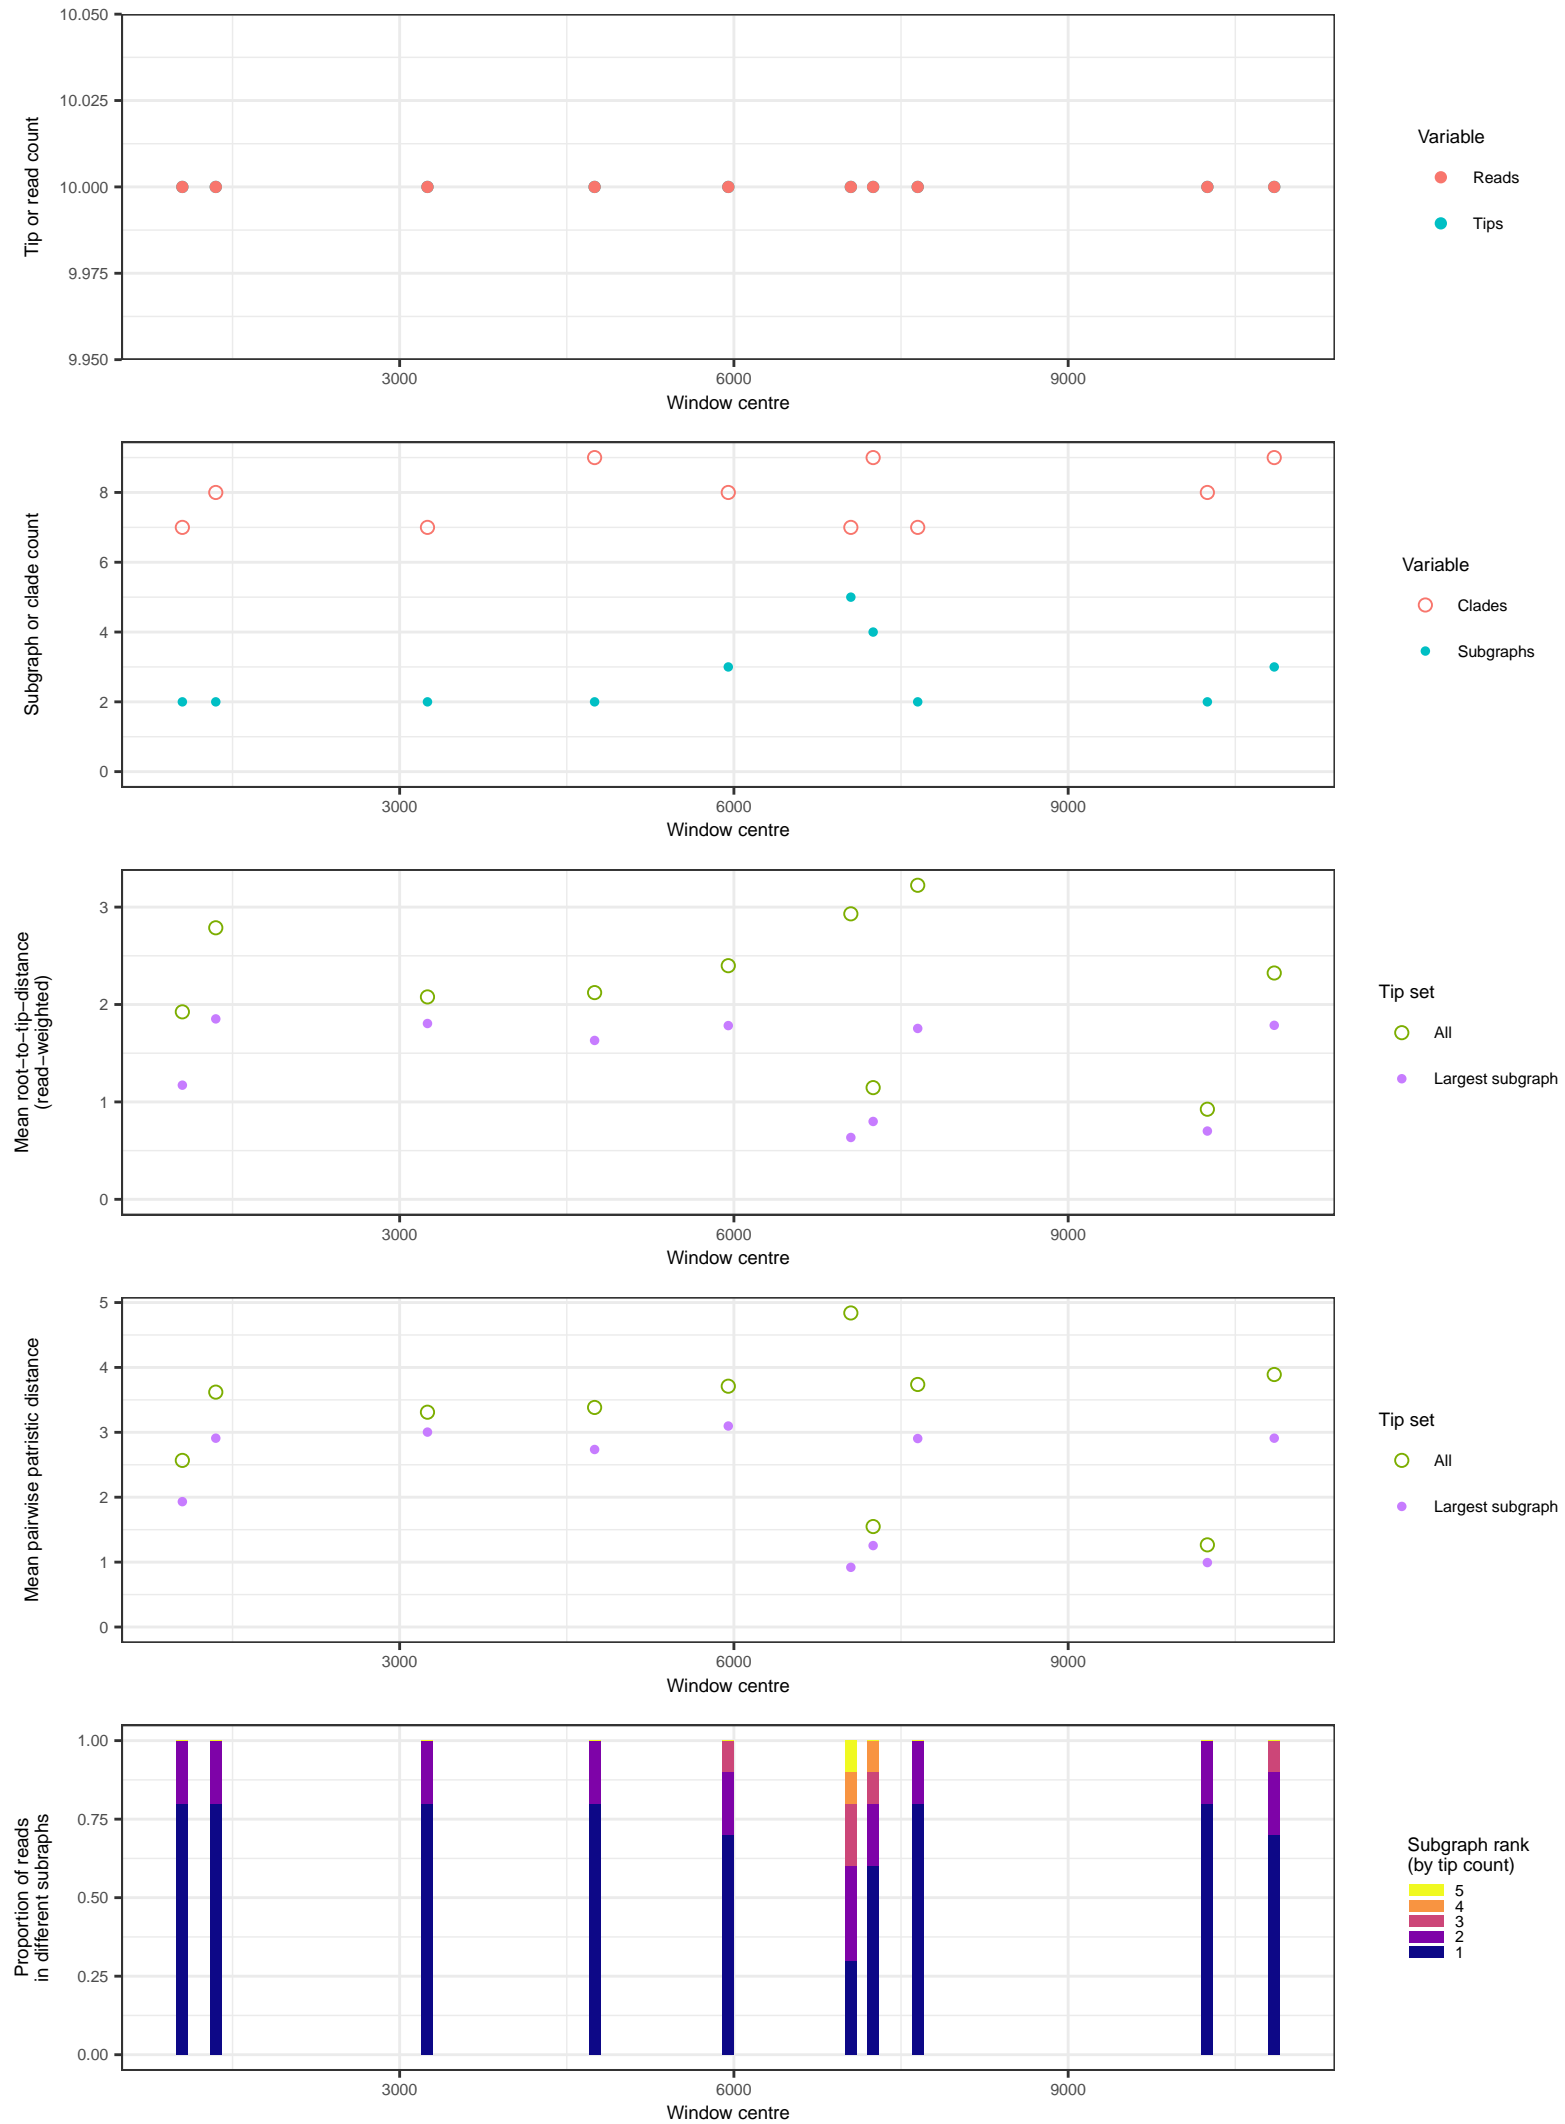 10.050
10.025
10.000
9.975
9.950
Tip or read count
3000
6000
9000
Window centre
Variable
Reads
Tips
8
6
4
2
0
Subgraph or clade count
3000
6000
9000
Window centre
Variable
Clades
Subgraphs
3
2
1
0
Mean root−to−tip−distance
(read−weighted)
3000
6000
9000
Window centre
Tip set
All
Largest subgraph
5
4
3
2
1
0
Mean pairwise patristic distance
3000
6000
9000
Window centre
Tip set
All
Largest subgraph
1.00
0.75
0.50
0.25
0.00
Proportion of reads
in different subraphs
3000
6000
9000
Window centre
Subgraph rank
(by tip count)
5
4
3
2
1